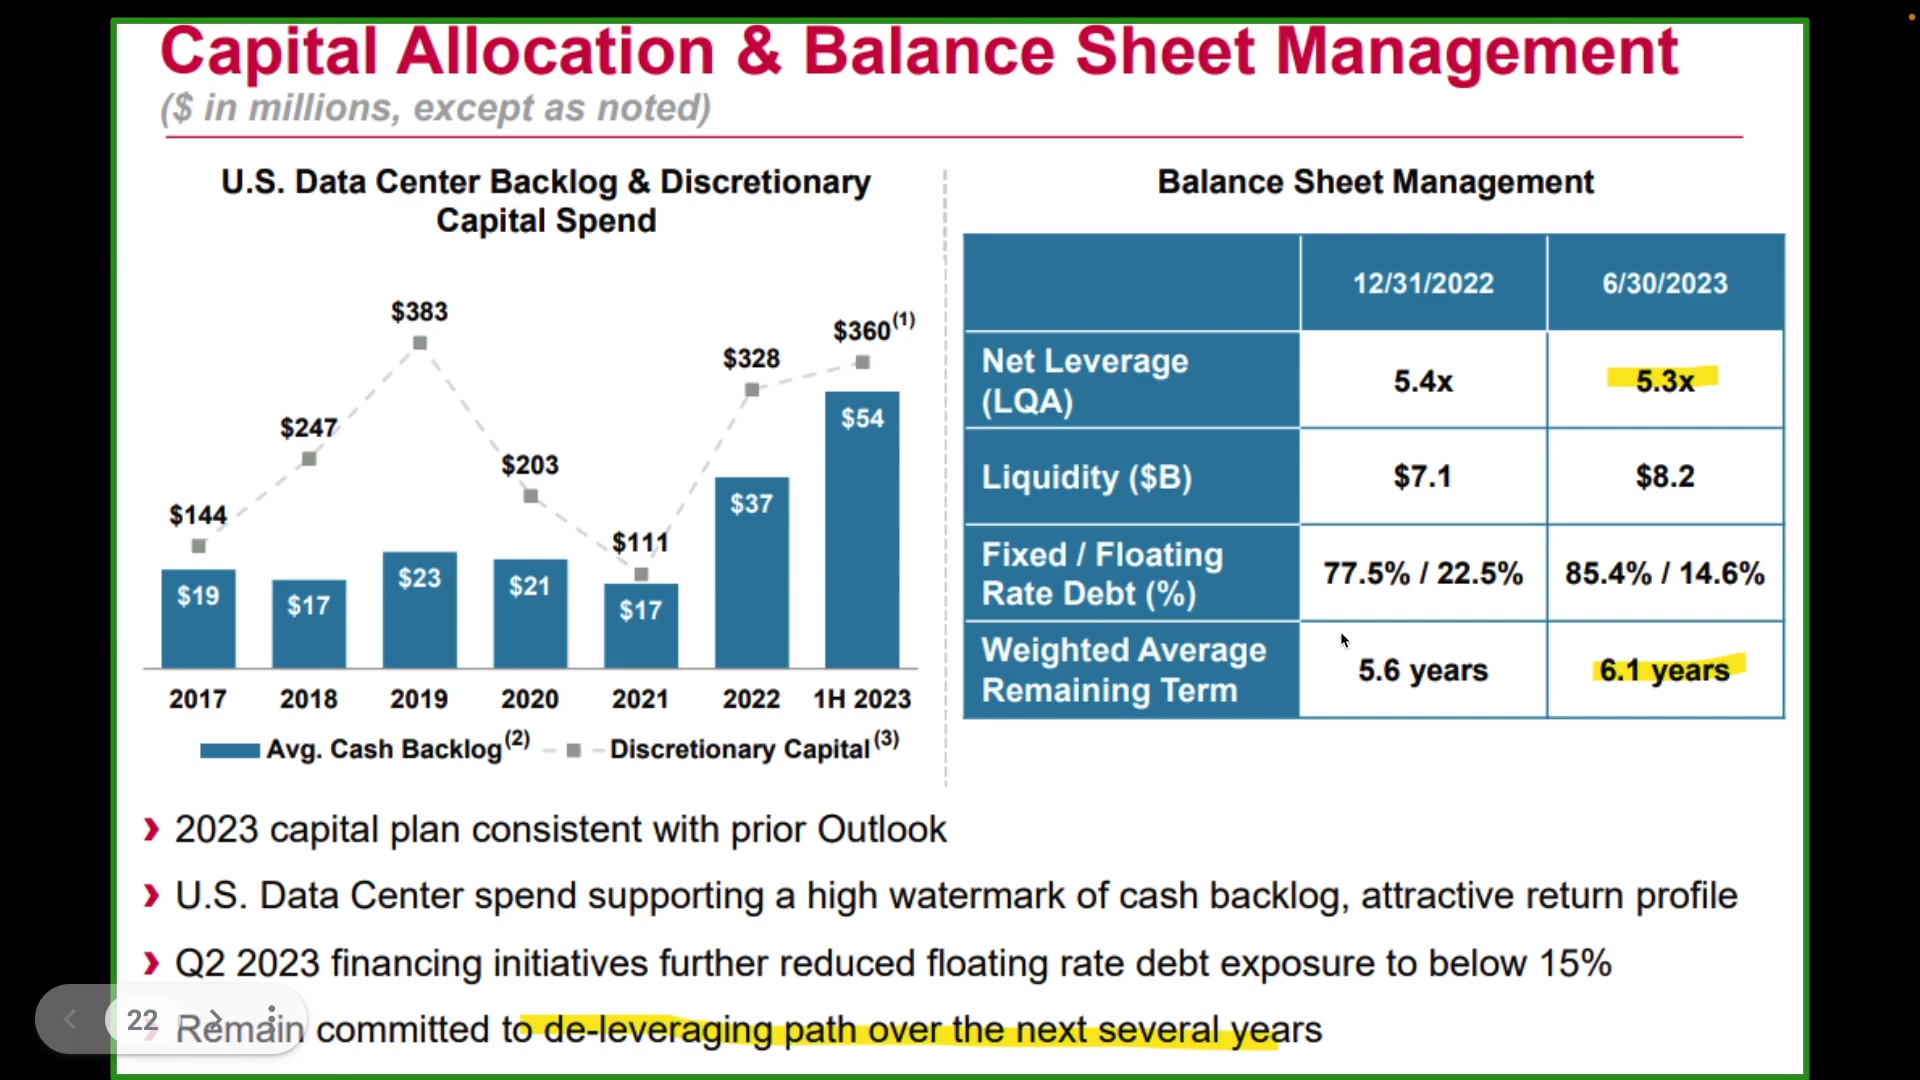 Capital Allocation & Balance Sheet Management
($ in millions, except as noted)
U.S. Data Center Backlog & Discretionary
Capital Spend
$144
$247
$383
$203
$111
$328
$360(1)
$19
$17
$23
$21
$17
$37
$54
2017 2018 2019 2020 2021 2022 1H 2023
Avg. Cash Backlog(2) Discretionary Capital(3)
Balance Sheet Management
12/31/2022 6/30/2023
Net Leverage
(LQA)
5.4x 5.3x
Liquidity ($B) $7.1 $8.2
Fixed / Floating
Rate Debt (%)
77.5% / 22.5% 85.4% / 14.6%
Weighted Average
Remaining Term
5.6 years 6.1 years
› 2023 capital plan consistent with prior Outlook
› U.S. Data Center spend supporting a high watermark of cash backlog, attractive return profile
› Q2 2023 financing initiatives further reduced floating rate debt exposure to below 15%
› Remain committed to de-leveraging path over the next several years
22